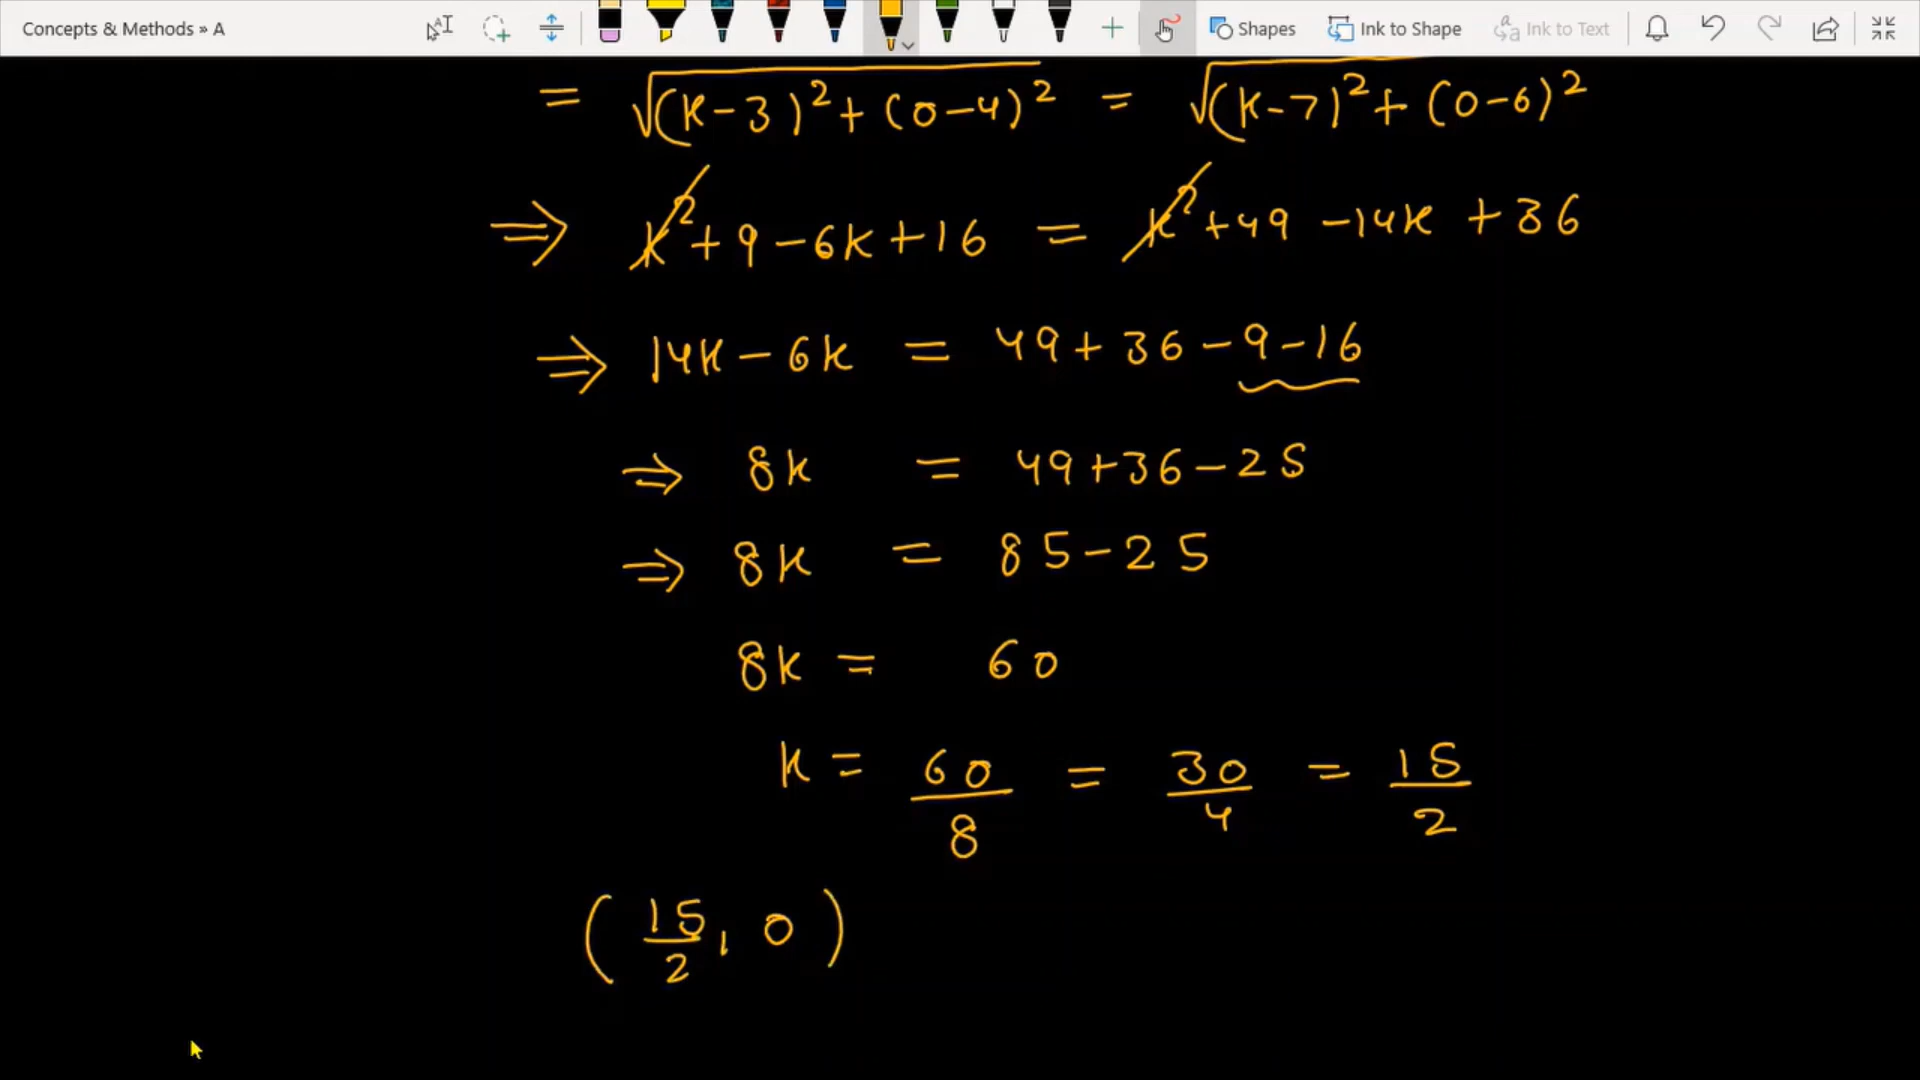 Concepts & Methods » A
Shapes
Ink to Shape
Ink to Text
= √(k-3)²+(0-4)² = √(k-7)²+(0-6)²
⇒ k²+9-6k+16 = k²+49-14k+36
⇒ 14k-6k = 49+36-9-16
⇒ 8k = 49+36-25
⇒ 8k = 85-25
8k = 60
k = 60/8 = 30/4 = 15/2
(15/2, 0)